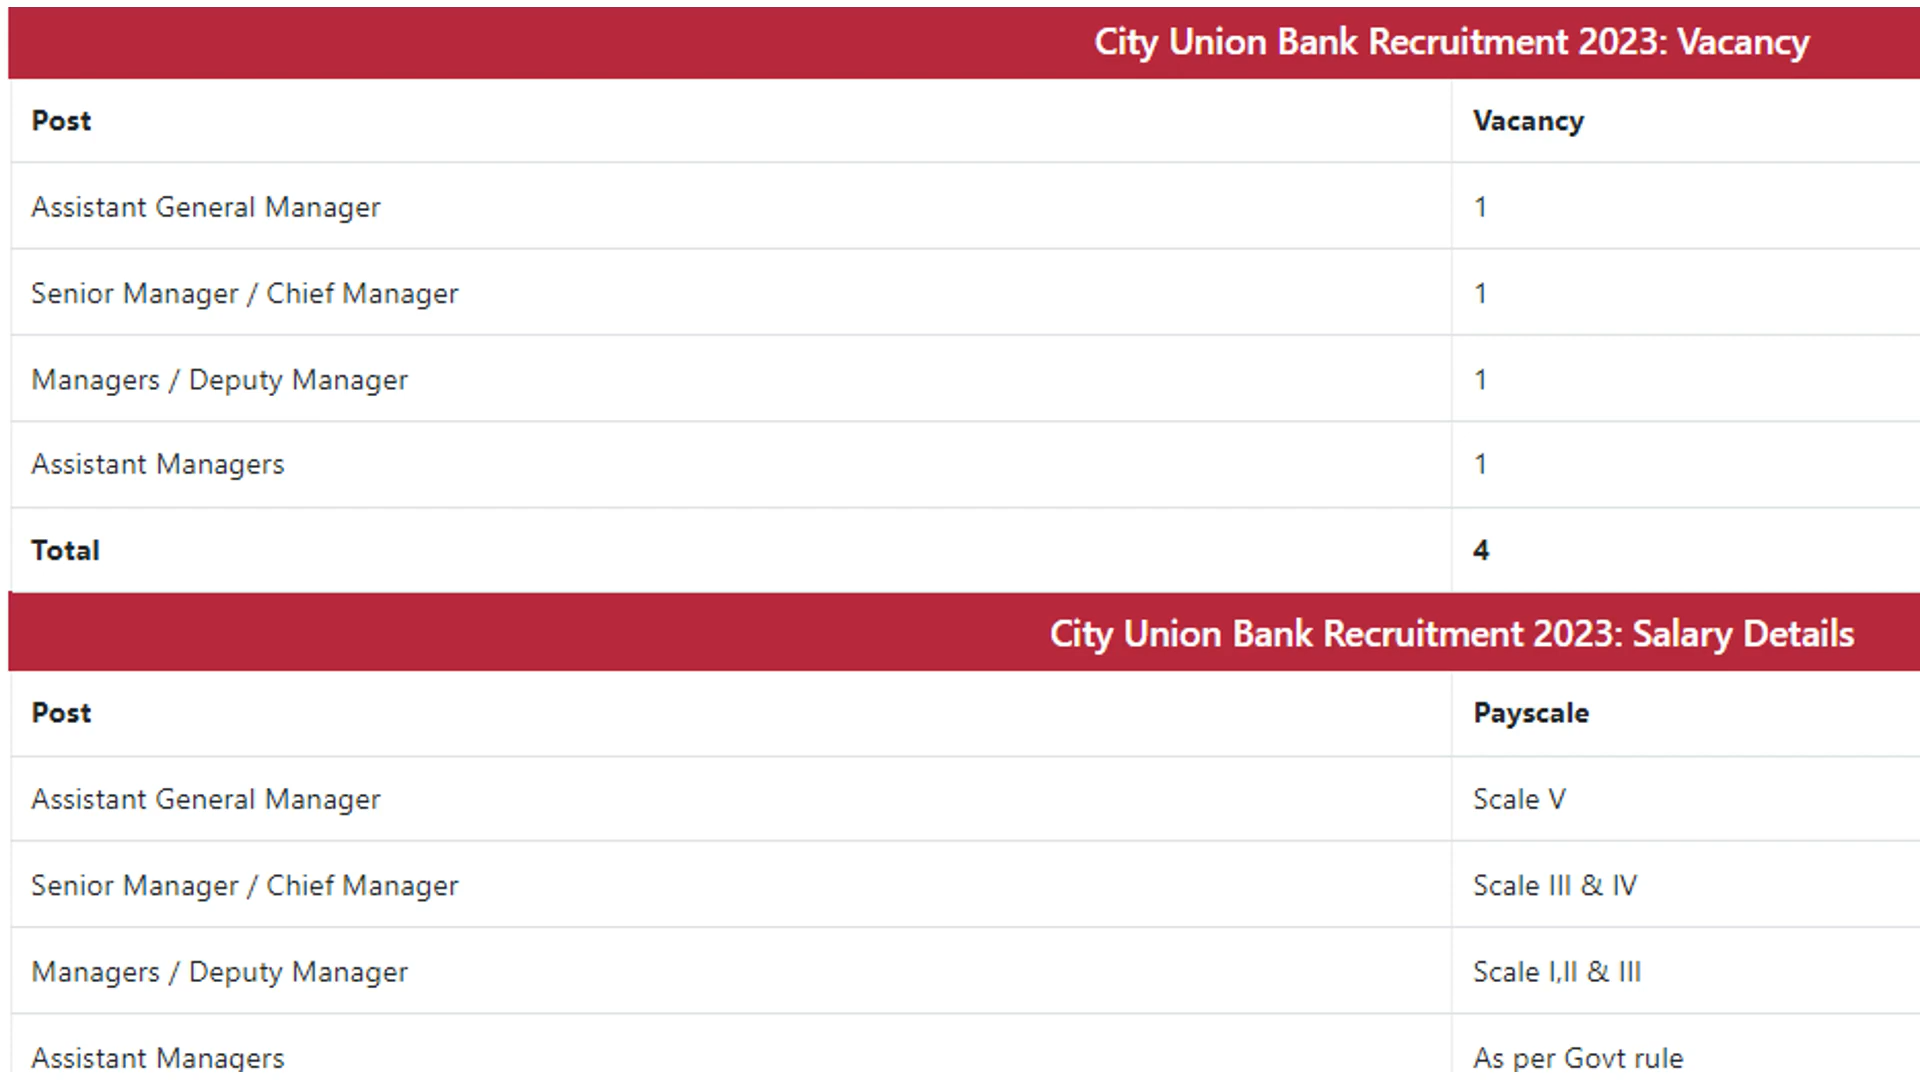 City Union Bank Recruitment 2023: Vacancy
Post Vacancy
Assistant General Manager 1
Senior Manager / Chief Manager 1
Managers / Deputy Manager 1
Assistant Managers 1
Total 4
City Union Bank Recruitment 2023: Salary Details
Post Payscale
Assistant General Manager Scale V
Senior Manager / Chief Manager Scale III & IV
Managers / Deputy Manager Scale I,II & III
Assistant Managers As per Govt rule